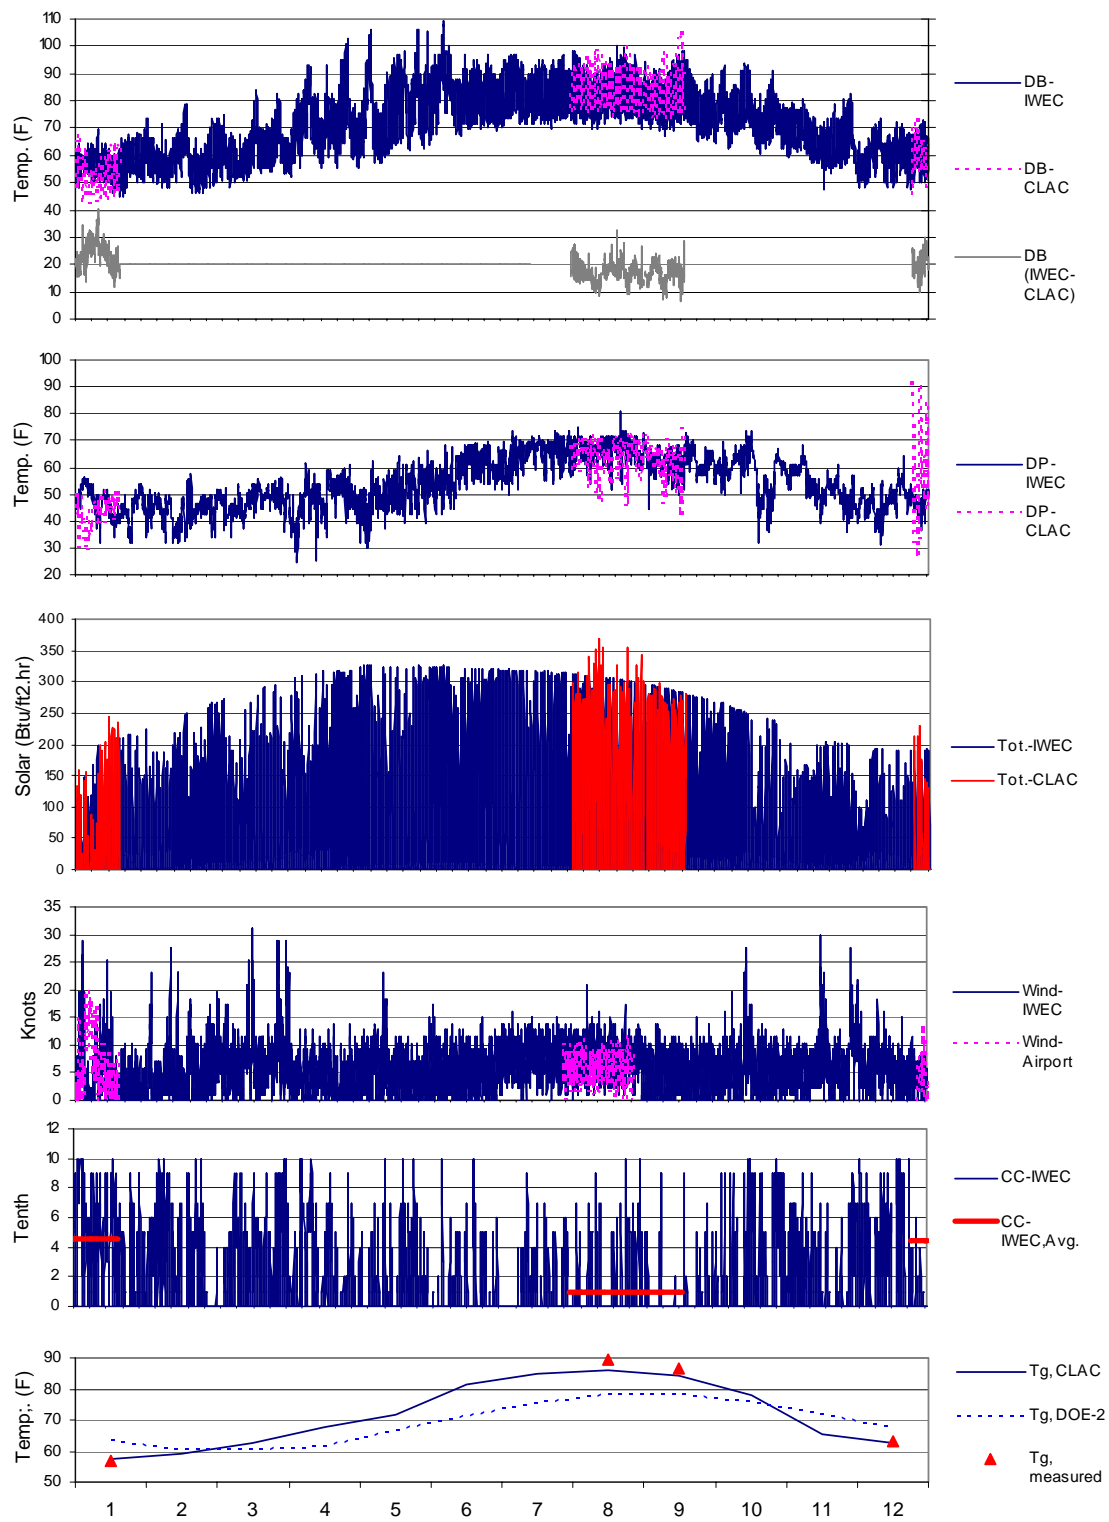 110
100
90
80
70
60
50
40
30
20
10
0
Temp. (F)
DB-
IWEC
DB-
CLAC
DB
(IWEC-
CLAC)
100
90
80
70
60
50
40
30
20
Temp. (F)
DP-
IWEC
DP-
CLAC
400
350
300
250
200
150
100
50
0
Solar (Btu/ft2.hr)
Tot.-IWEC
Tot.-CLAC
35
30
25
20
15
10
5
0
Knots
Wind-
IWEC
Wind-
Airport
12
10
8
6
4
2
0
Tenth
CC-IWEC
CC-
IWEC,Avg.
90
80
70
60
50
Temp;. (F)
Tg, CLAC
Tg, DOE-2
Tg,
measured
1 2 3 4 5 6 7 8 9 10 11 12